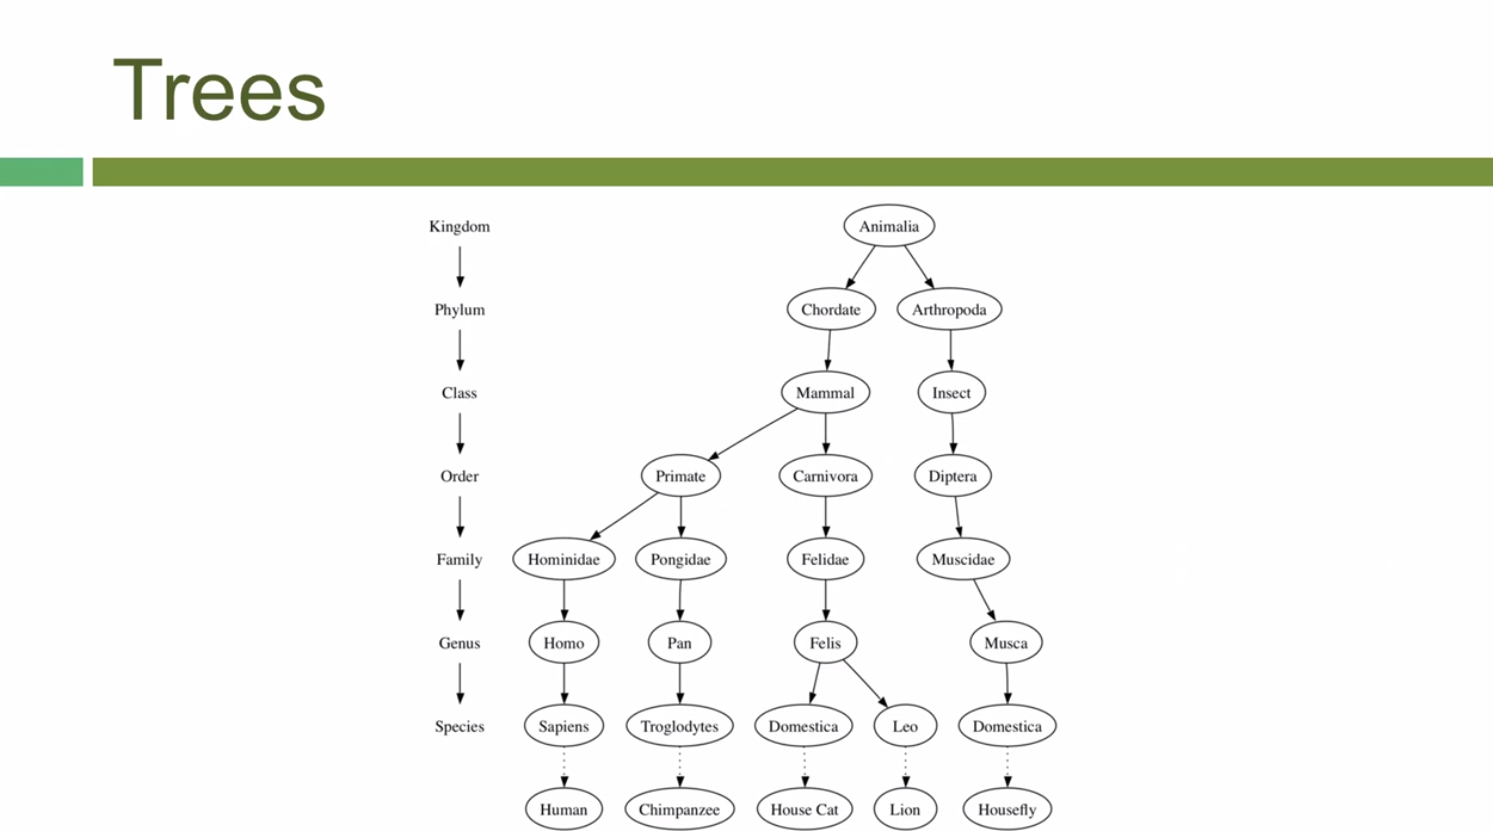 Trees
Kingdom Animalia
Phylum Chordate Arthropoda
Class Mammal Insect
Order Primate Carnivora Diptera
Family Hominidae Pongidae Felidae Muscidae
Genus Homo Pan Felis Musca
Species Sapiens Troglodytes Domestica Leo Domestica
Human Chimpanzee House Cat Lion Housefly